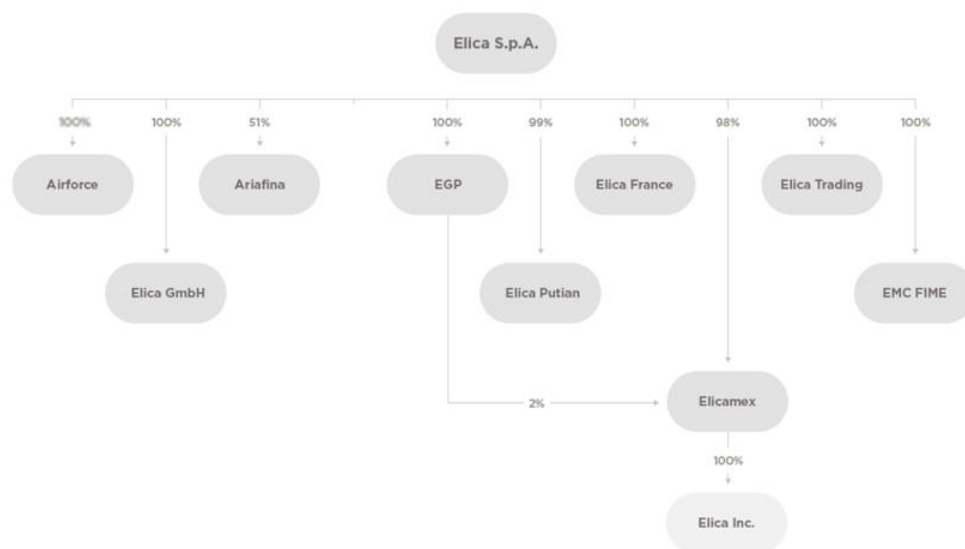 Elica S.p.A.
100% 100% 51% 100% 99% 100% 98% 100% 100%
Airforce Ariafina EGP Elica France Elica Trading
Elica GmbH Elica Putian EMC FIME
2% Elicamex
100%
Elica Inc.